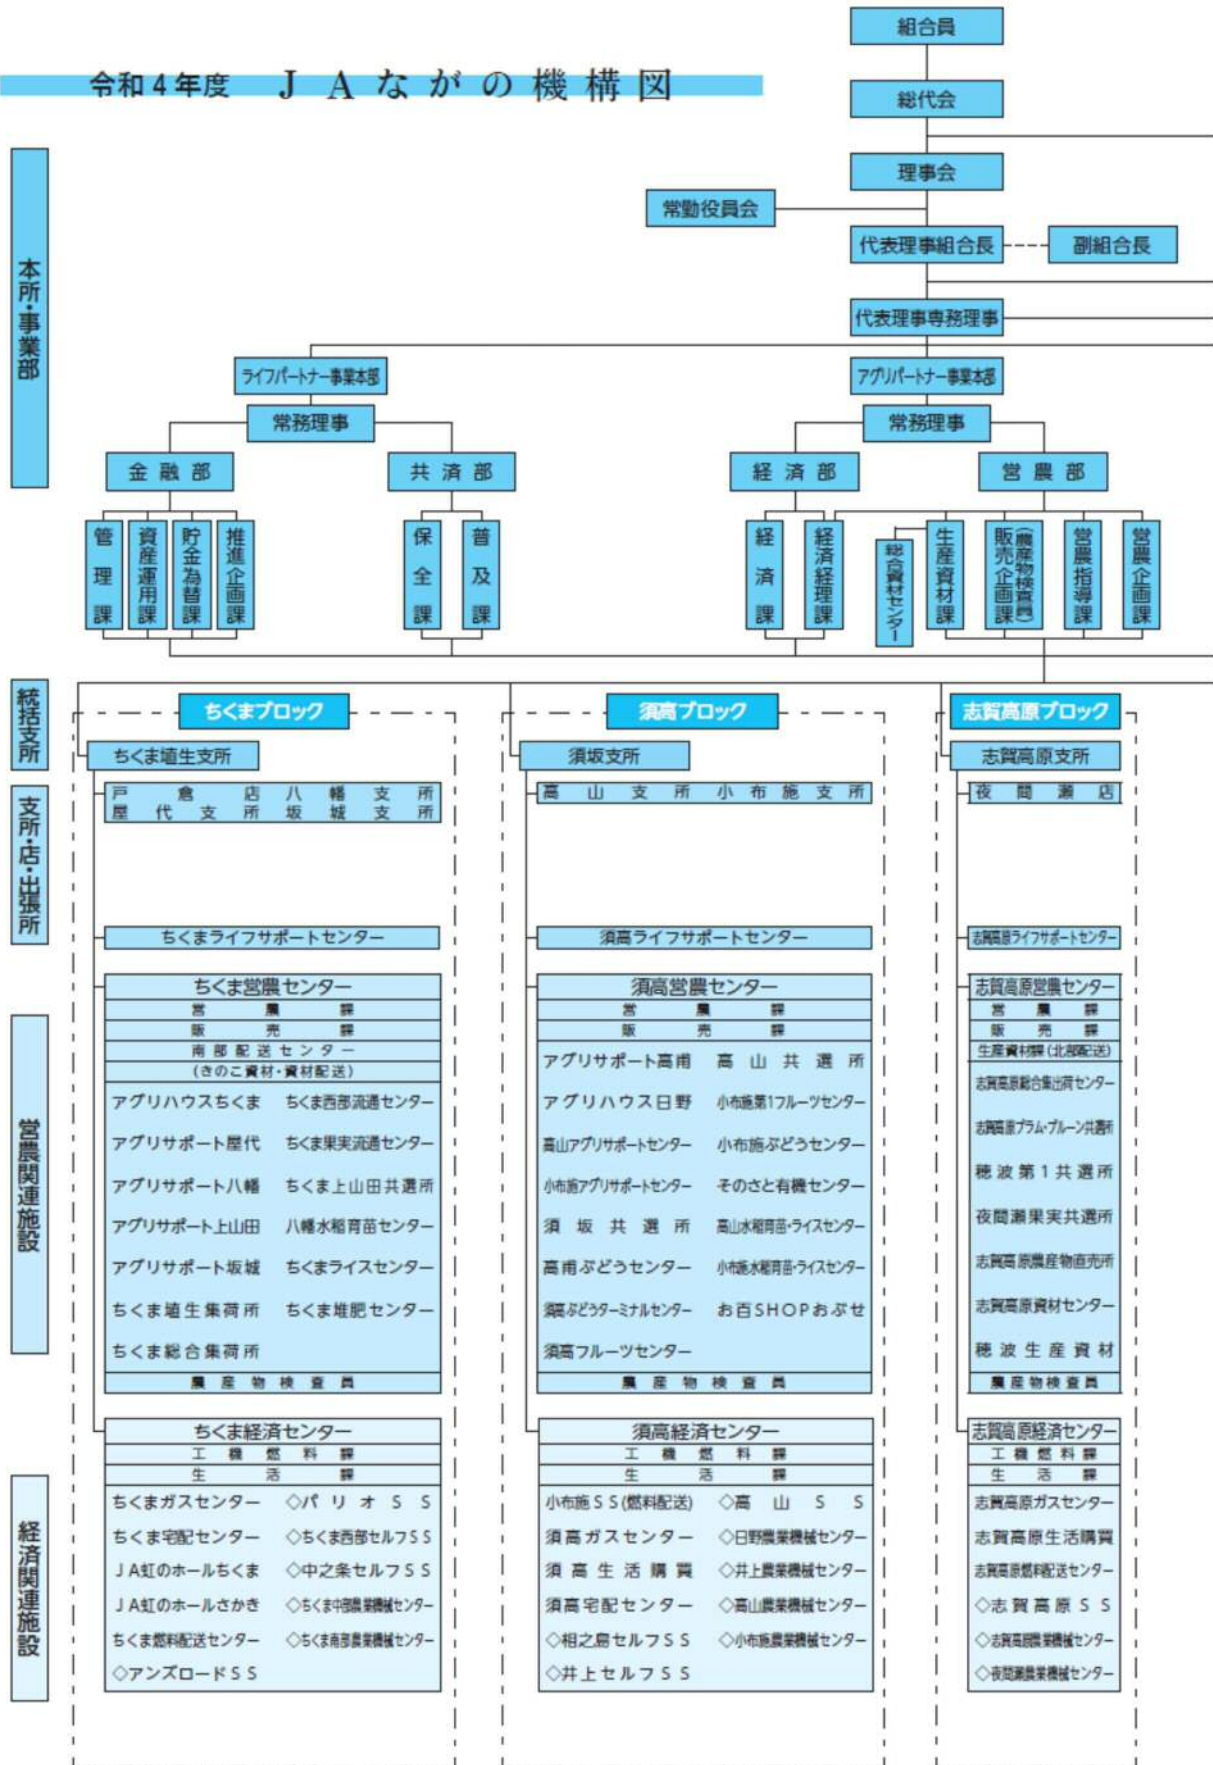 令和4年度 JAながの機構図
組合員
総代会
理事会
常勤役員会
代表理事組合長
副組合長
代表理事専務理事
本所・事業部
ライフパートナー事業本部
アグリパートナー事業本部
常務理事
常務理事
金融部
共済部
経済部
営農部
管理課
資産運用課
貯金為替課
推進企画課
保全課
普及課
経済課
経済経理課
総合資材センター
生産資材課
販売企画課
(農産物検査員)
営農指導課
営農企画課
統括支所
支所・店・出張所
営農関連施設
経済関連施設
ちくまブロック
ちくま埴生支所
戸倉店 八幡支所
屋代支所 坂城支所
ちくまライフサポートセンター
ちくま営農センター
営農課
販売課
南部配送センター
(きのこ資材・資材配送)
アグリハウスちくま ちくま西部流通センター
アグリサポート屋代 ちくま果実流通センター
アグリサポート八幡 ちくま上山田共選所
アグリサポート上山田 八幡水稲育苗センター
アグリサポート坂城 ちくまライスセンター
ちくま埴生集荷所 ちくま堆肥センター
ちくま総合集荷所
農産物検査員
ちくま経済センター
工機燃料課
生活課
ちくまガスセンター ◇パリオSS
ちくま宅配センター ◇ちくま西部セルフSS
JA虹のホールちくま ◇中之条セルフSS
JA虹のホールさかき ◇ちくま中部農業機械センター
ちくま燃料配送センター ◇ちくま南部農業機械センター
◇アンズロードSS
須高ブロック
須坂支所
高山支所 小布施支所
須高ライフサポートセンター
須高営農センター
営農課
販売課
アグリサポート高甫 高山共選所
アグリハウス日野 小布施第1フルーツセンター
高山アグリサポートセンター 小布施ぶどうセンター
小布施アグリサポートセンター そのさと有機センター
須坂共選所 高山水稲育苗・ライスセンター
高甫ぶどうセンター 小布施水稲育苗・ライスセンター
須高ぶどうターミナルセンター お百SHOPおぶせ
須高フルーツセンター
農産物検査員
須高経済センター
工機燃料課
生活課
小布施SS(燃料配送) ◇高山SS
須高ガスセンター ◇日野農業機械センター
須高生活購買 ◇井上農業機械センター
須高宅配センター ◇高山農業機械センター
◇相之島セルフSS ◇小布施農業機械センター
◇井上セルフSS
志賀高原ブロック
志賀高原支所
夜間瀬店
志賀高原ライフサポートセンター
志賀高原営農センター
営農課
販売課
生産資材課(北部配送)
志賀高原総合集出荷センター
志賀高原プラム・プルーン共選所
穂波第1共選所
夜間瀬果実共選所
志賀高原農産物直売所
志賀高原資材センター
穂波生産資材
農産物検査員
志賀高原経済センター
工機燃料課
生活課
志賀高原ガスセンター
志賀高原生活購買
志賀高原燃料配送センター
◇志賀高原SS
◇志賀高原農業機械センター
◇夜間瀬農業機械センター